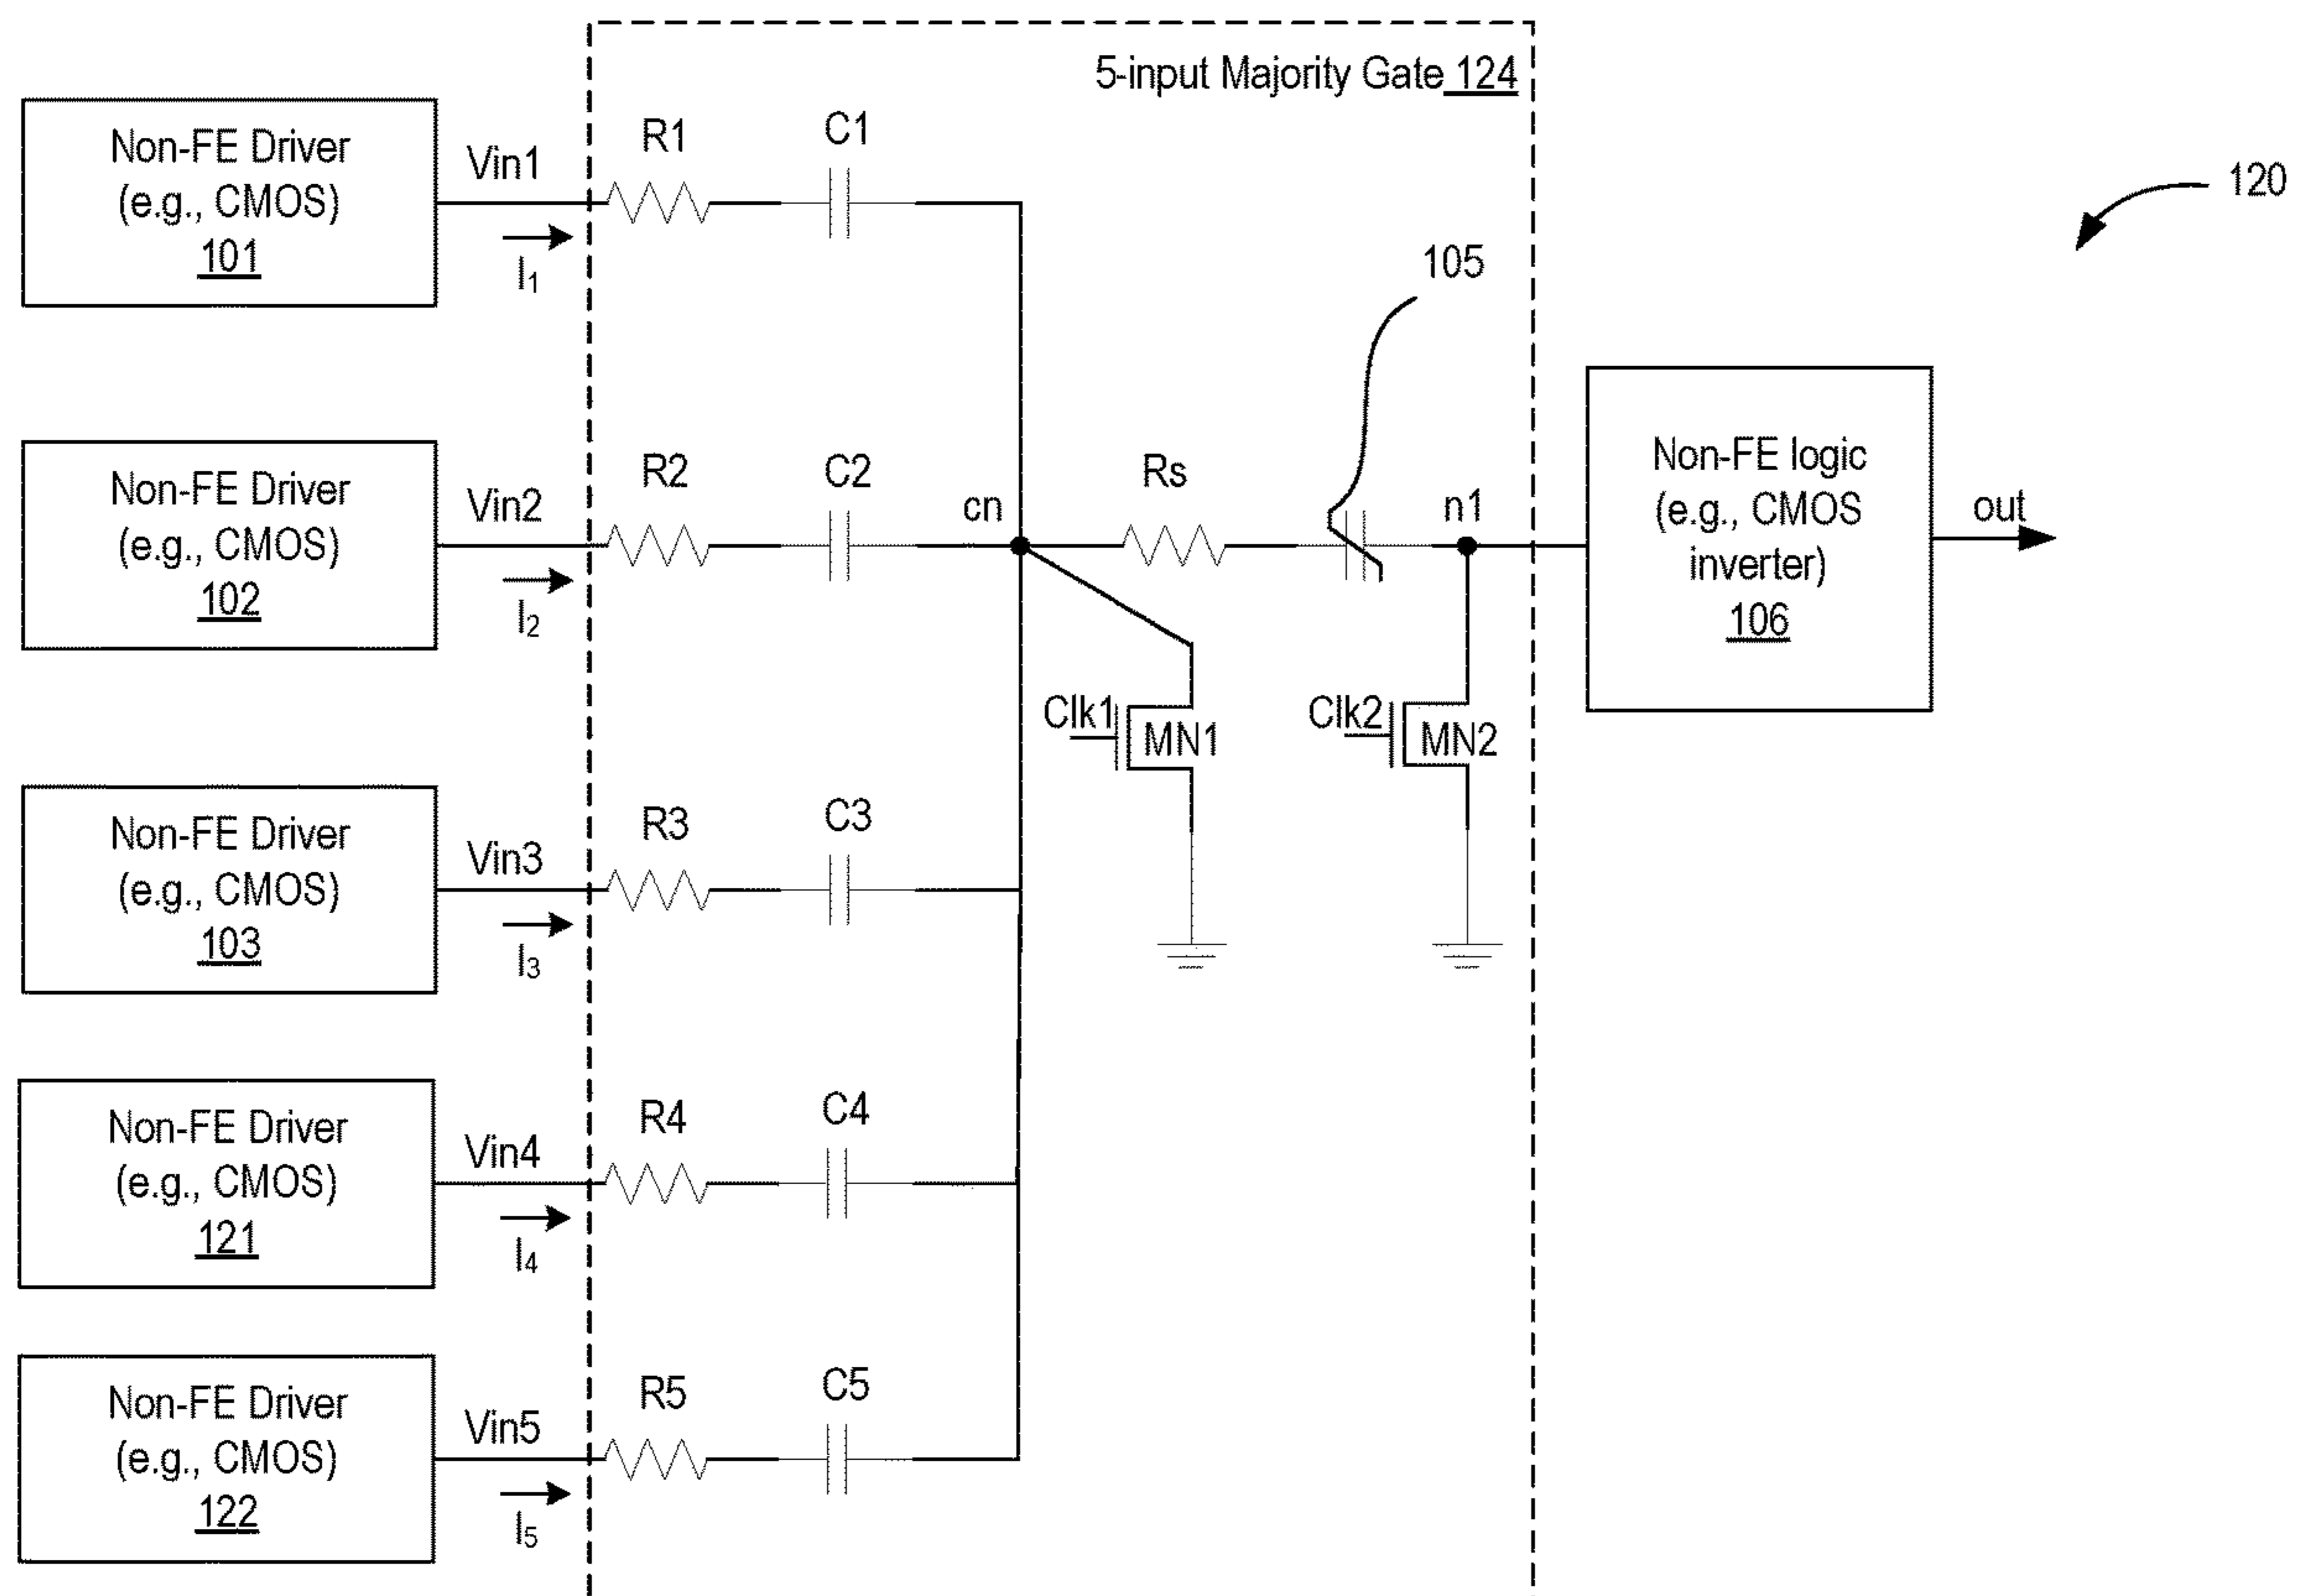 5-input Majority Gate 124
Non-FE Driver
(e.g., CMOS)
101
Vin1
I1
R1
C1
120
105
Non-FE Driver
(e.g., CMOS)
102
Vin2
I2
R2
C2
cn
Rs
n1
Non-FE logic
(e.g., CMOS
inverter)
106
out
Clk1
MN1
Clk2
MN2
Non-FE Driver
(e.g., CMOS)
103
Vin3
I3
R3
C3
Non-FE Driver
(e.g., CMOS)
121
Vin4
I4
R4
C4
Non-FE Driver
(e.g., CMOS)
122
Vin5
I5
R5
C5